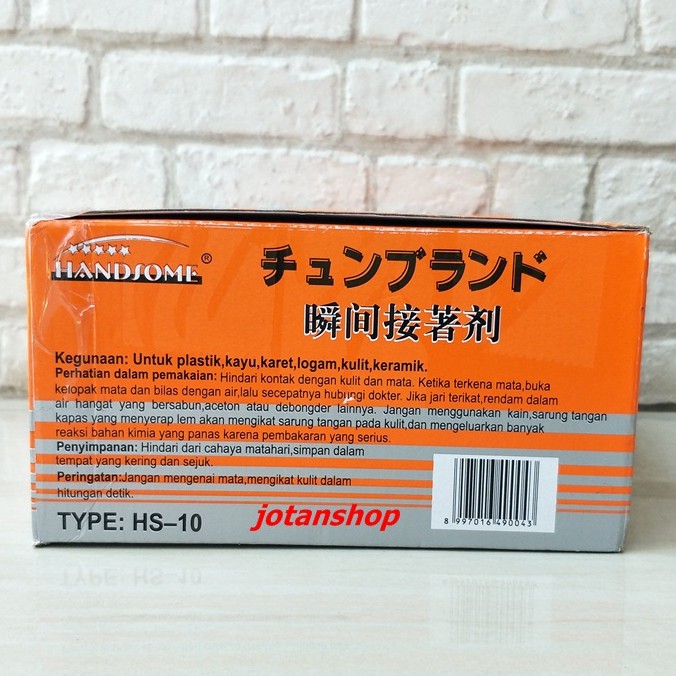 HANDSOME ®
チュンブランド
瞬间接著剂
Kegunaan: Untuk plastik,kayu,karet,logam,kulit,keramik.
Perhatian dalam pemakaian: Hindari kontak dengan kulit dan mata. Ketika terkena mata,buka
kelopak mata dan bilas dengan air,lalu secepatnya hubungi dokter. Jika jari terikat,rendam dalam
air hangat yang bersabun,aceton atau debongder lainnya. Jangan menggunakan kain,sarung tangan
kapas yang menyerap lem akan mengikat sarung tangan pada kulit,dan mengeluarkan banyak
reaksi bahan kimia yang panas karena pembakaran yang serius.
Penyimpanan: Hindari dari cahaya matahari,simpan dalam
tempat yang kering dan sejuk.
Peringatan:Jangan mengenai mata,mengikat kulit dalam
hitungan detik.
TYPE: HS–10
jotanshop
8 997016 490043